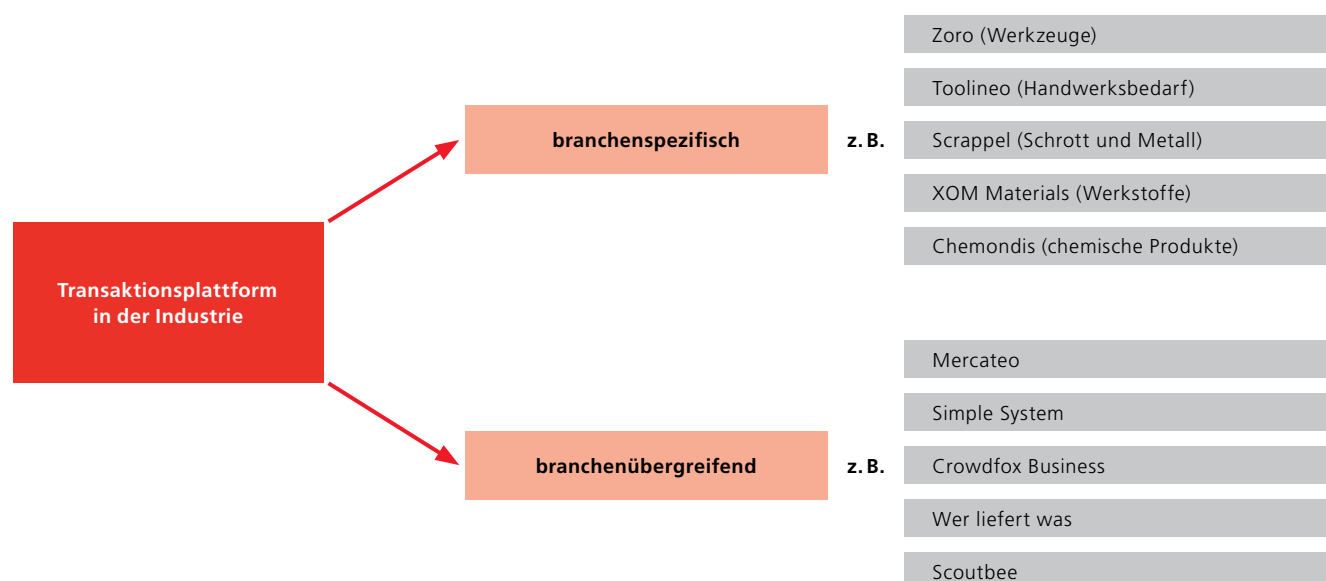 Transaktionsplattform
in der Industrie
branchenspezifisch
z. B.
Zoro (Werkzeuge)
Toolineo (Handwerksbedarf)
Scrappel (Schrott und Metall)
XOM Materials (Werkstoffe)
Chemondis (chemische Produkte)
branchenübergreifend
z. B.
Mercateo
Simple System
Crowdfox Business
Wer liefert was
Scoutbee